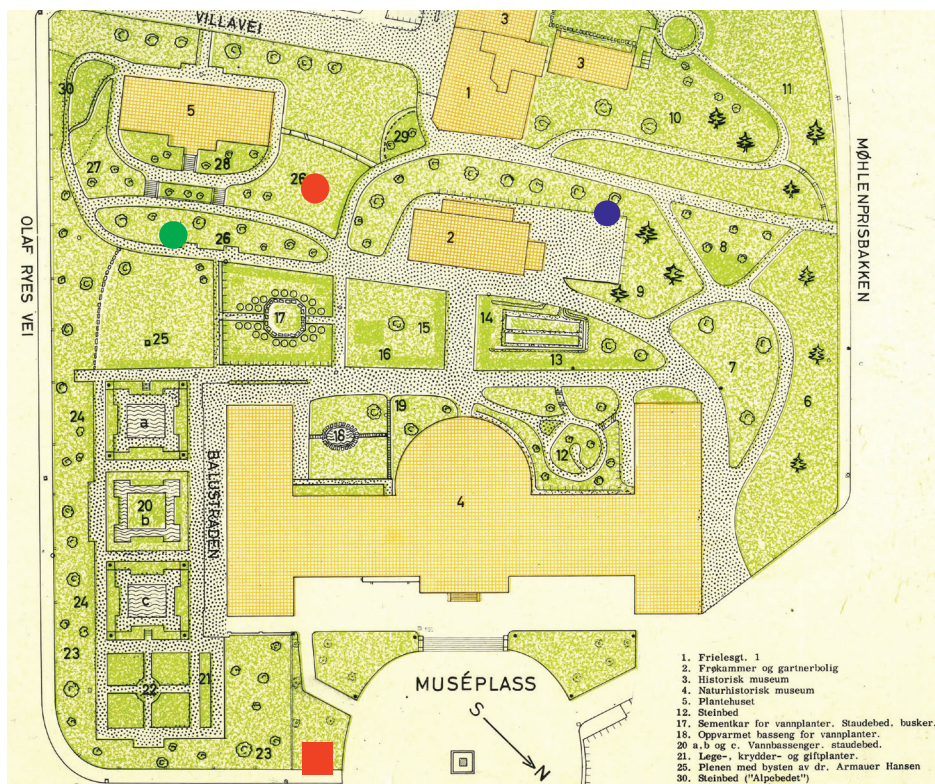 VILLAVEI
3
3
1
5
30
10
11
29
27
28
26
26
2
8
9
OLAF RYES VEI
MØHLENPRISBAKKEN
17
15
14
16
13
25
7
6
24
a
19
18
12
20
b
BALUSTRADEN
4
c
24
23
22
21
23
MUSÉPLASS
S
N
1. Frielesgt. 1
2. Frøkammer og gartnerbolig
3. Historisk museum
4. Naturhistorisk museum
5. Plantehuset
12. Steinbed
17. Sementkar for vannplanter. Staudebed, busker.
18. Oppvarmet basseng for vannplanter.
20 a,b og c. Vannbassenger. staudebed.
21. Lege-, krydder- og giftplanter.
25. Plenen med bysten av dr. Armauer Hansen
30. Steinbed ("Alpebedet")